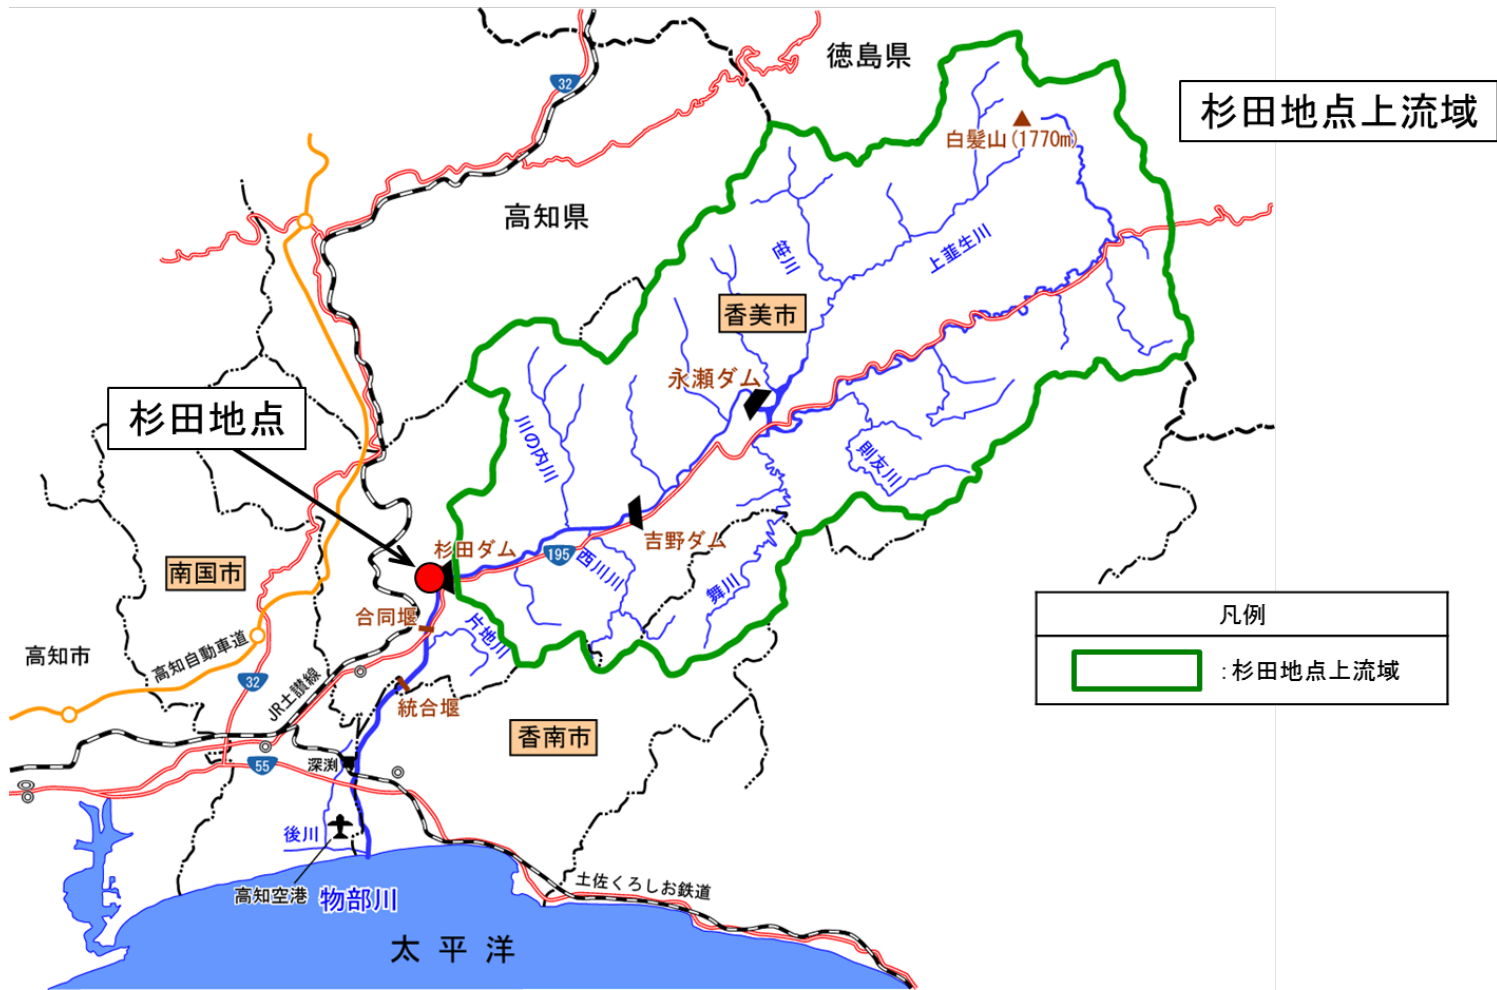 徳島県
杉田地点上流域
32
白髪山(1770m)
高知県
笹川
上韮生川
香美市
永瀬ダム
杉田地点
川の内川
則友川
吉野ダム
杉田ダム
195
西川川
舞川
南国市
合同堰
片地川
凡例
:杉田地点上流域
高知市
高知自動車道
32
JR土讃線
統合堰
香南市
55
深渕
後川
高知空港
物部川
土佐くろしお鉄道
太平洋